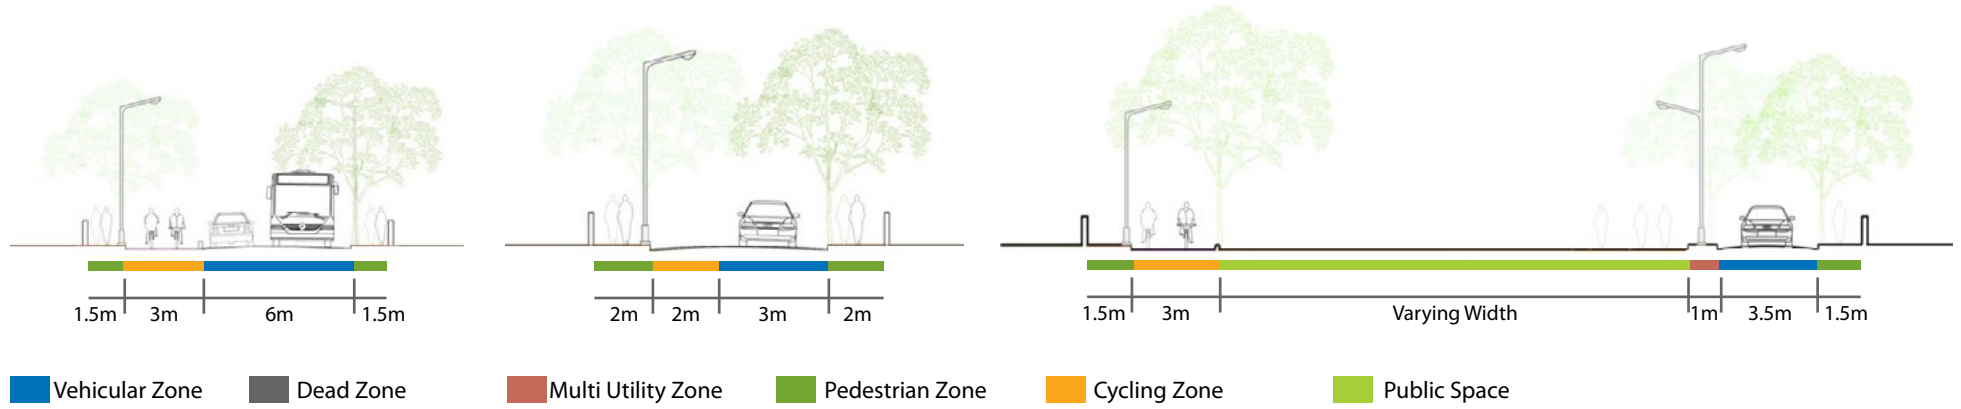 1.5m 3m 6m 1.5m
2m 2m 3m 2m
1.5m 3m Varying Width 1m 3.5m 1.5m
Vehicular Zone Dead Zone Multi Utility Zone Pedestrian Zone Cycling Zone Public Space